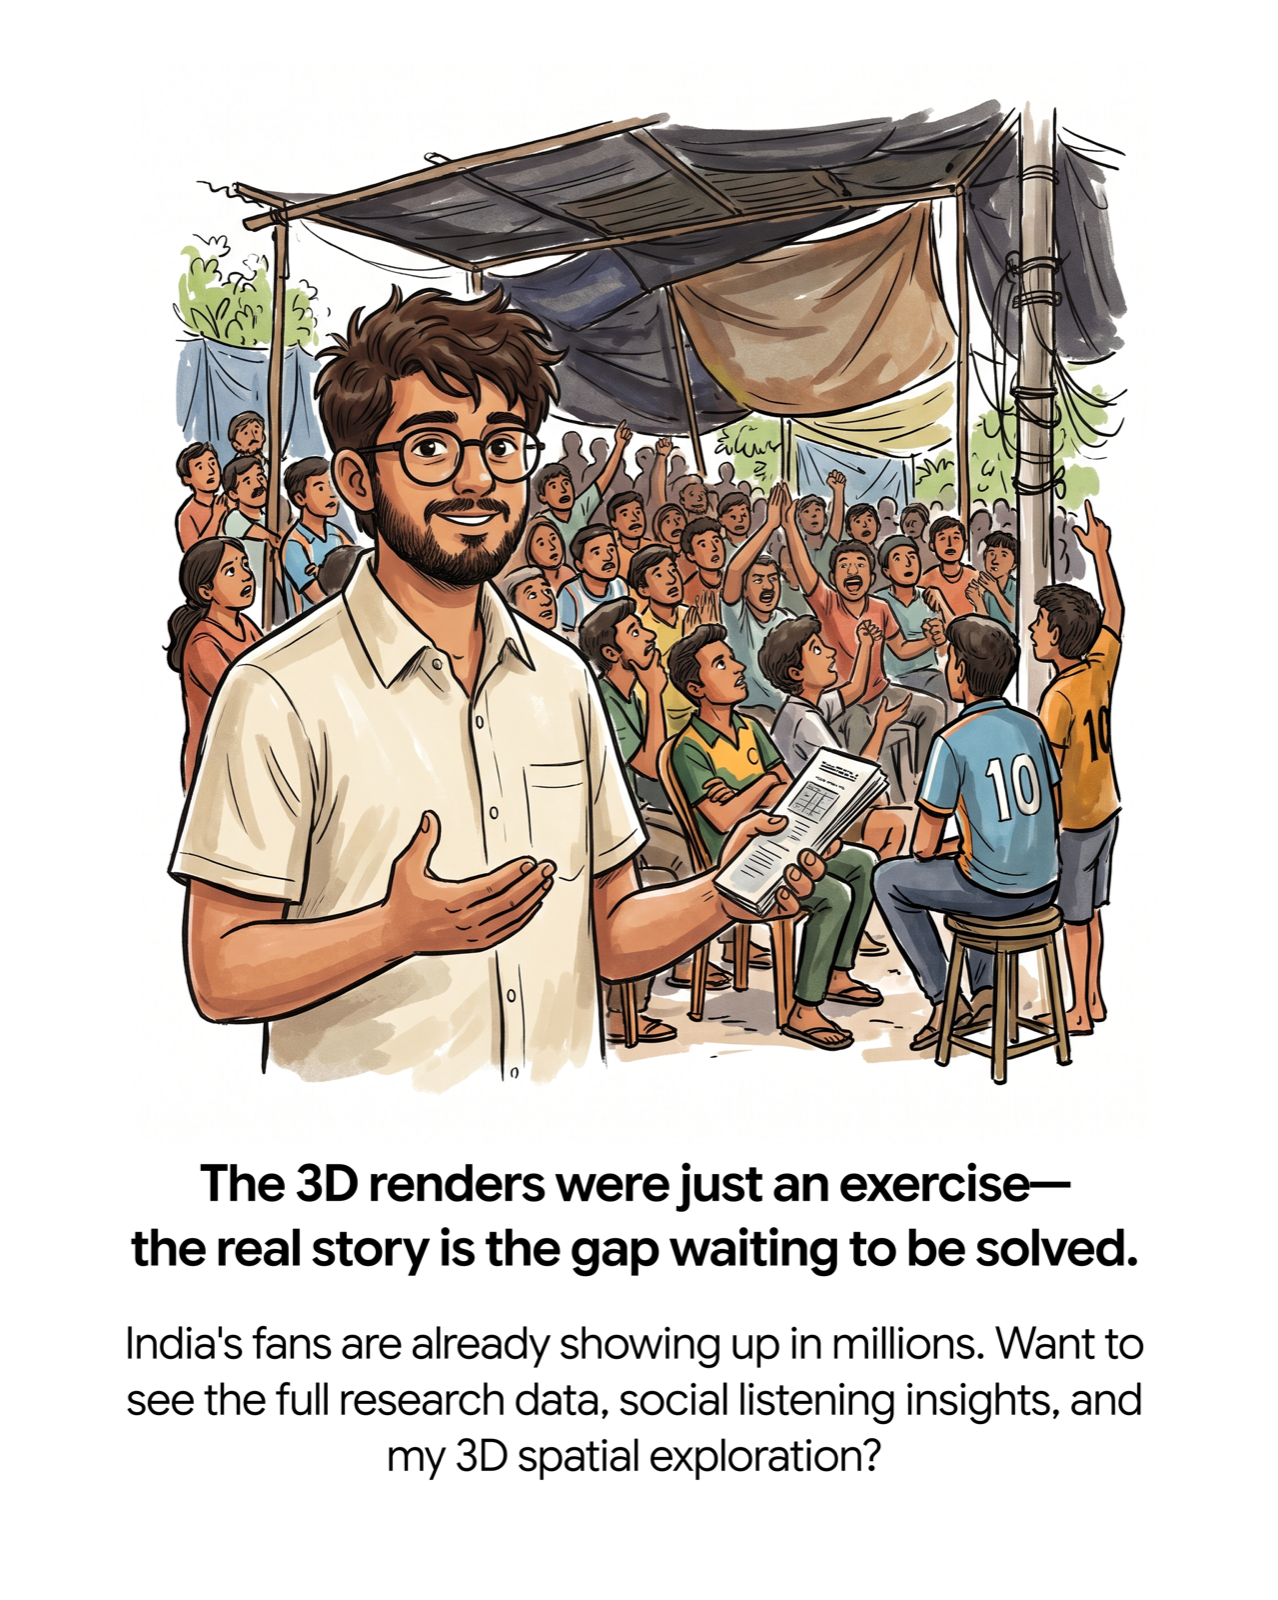 10
10
The 3D renders were just an exercise—
the real story is the gap waiting to be solved.
India's fans are already showing up in millions. Want to
see the full research data, social listening insights, and
my 3D spatial exploration?